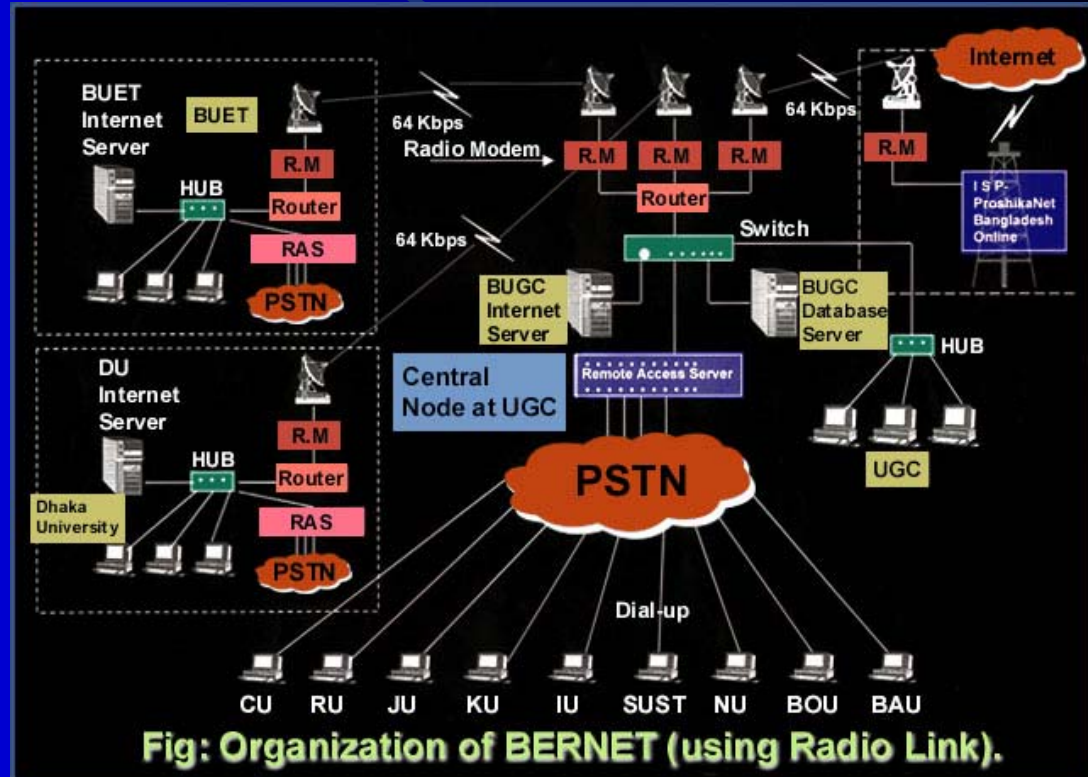 BUET
Internet
Server
BUET
R.M
HUB
Router
RAS
PSTN
DU
Internet
Server
R.M
HUB
Router
Dhaka
University
RAS
PSTN
64 Kbps
Radio Modem
64 Kbps
R.M
R.M
R.M
Router
Switch
64 Kbps
Internet
R.M
I S P-
ProshikaNet
Bangladesh
Online
BUGC
Internet
Server
BUGC
Database
Server
HUB
UGC
Central
Node at UGC
Remote Access Server
PSTN
Dial-up
CU
RU
JU
KU
IU
SUST
NU
BOU
BAU
Fig: Organization of BERNET (using Radio Link).